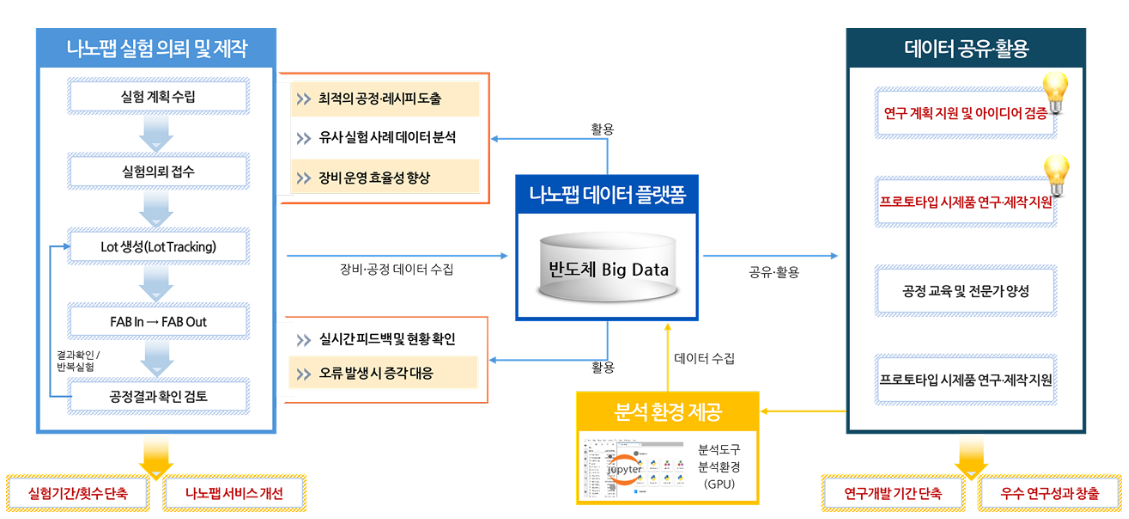 나노팹 실험 의뢰 및 제작
실험 계획 수립
실험의뢰 접수
Lot 생성(Lot Tracking)
FAB In → FAB Out
결과확인 /
반복실험
공정결과 확인 검토
실험기간/횟수 단축
나노팹 서비스 개선
최적의 공정·레시피 도출
유사 실험 사례 데이터 분석
장비 운영 효율성 향상
활용
장비·공정 데이터 수집
실시간 피드백 및 현황 확인
오류 발생 시 즉각 대응
활용
나노팹 데이터 플랫폼
반도체 Big Data
공유·활용
데이터 수집
분석 환경 제공
jupyter
분석도구
분석환경
(GPU)
데이터 공유·활용
연구 계획 지원 및 아이디어 검증
프로토타입 시제품 연구·제작 지원
공정 교육 및 전문가 양성
프로토타입 시제품 연구·제작 지원
연구개발 기간 단축
우수 연구성과 창출